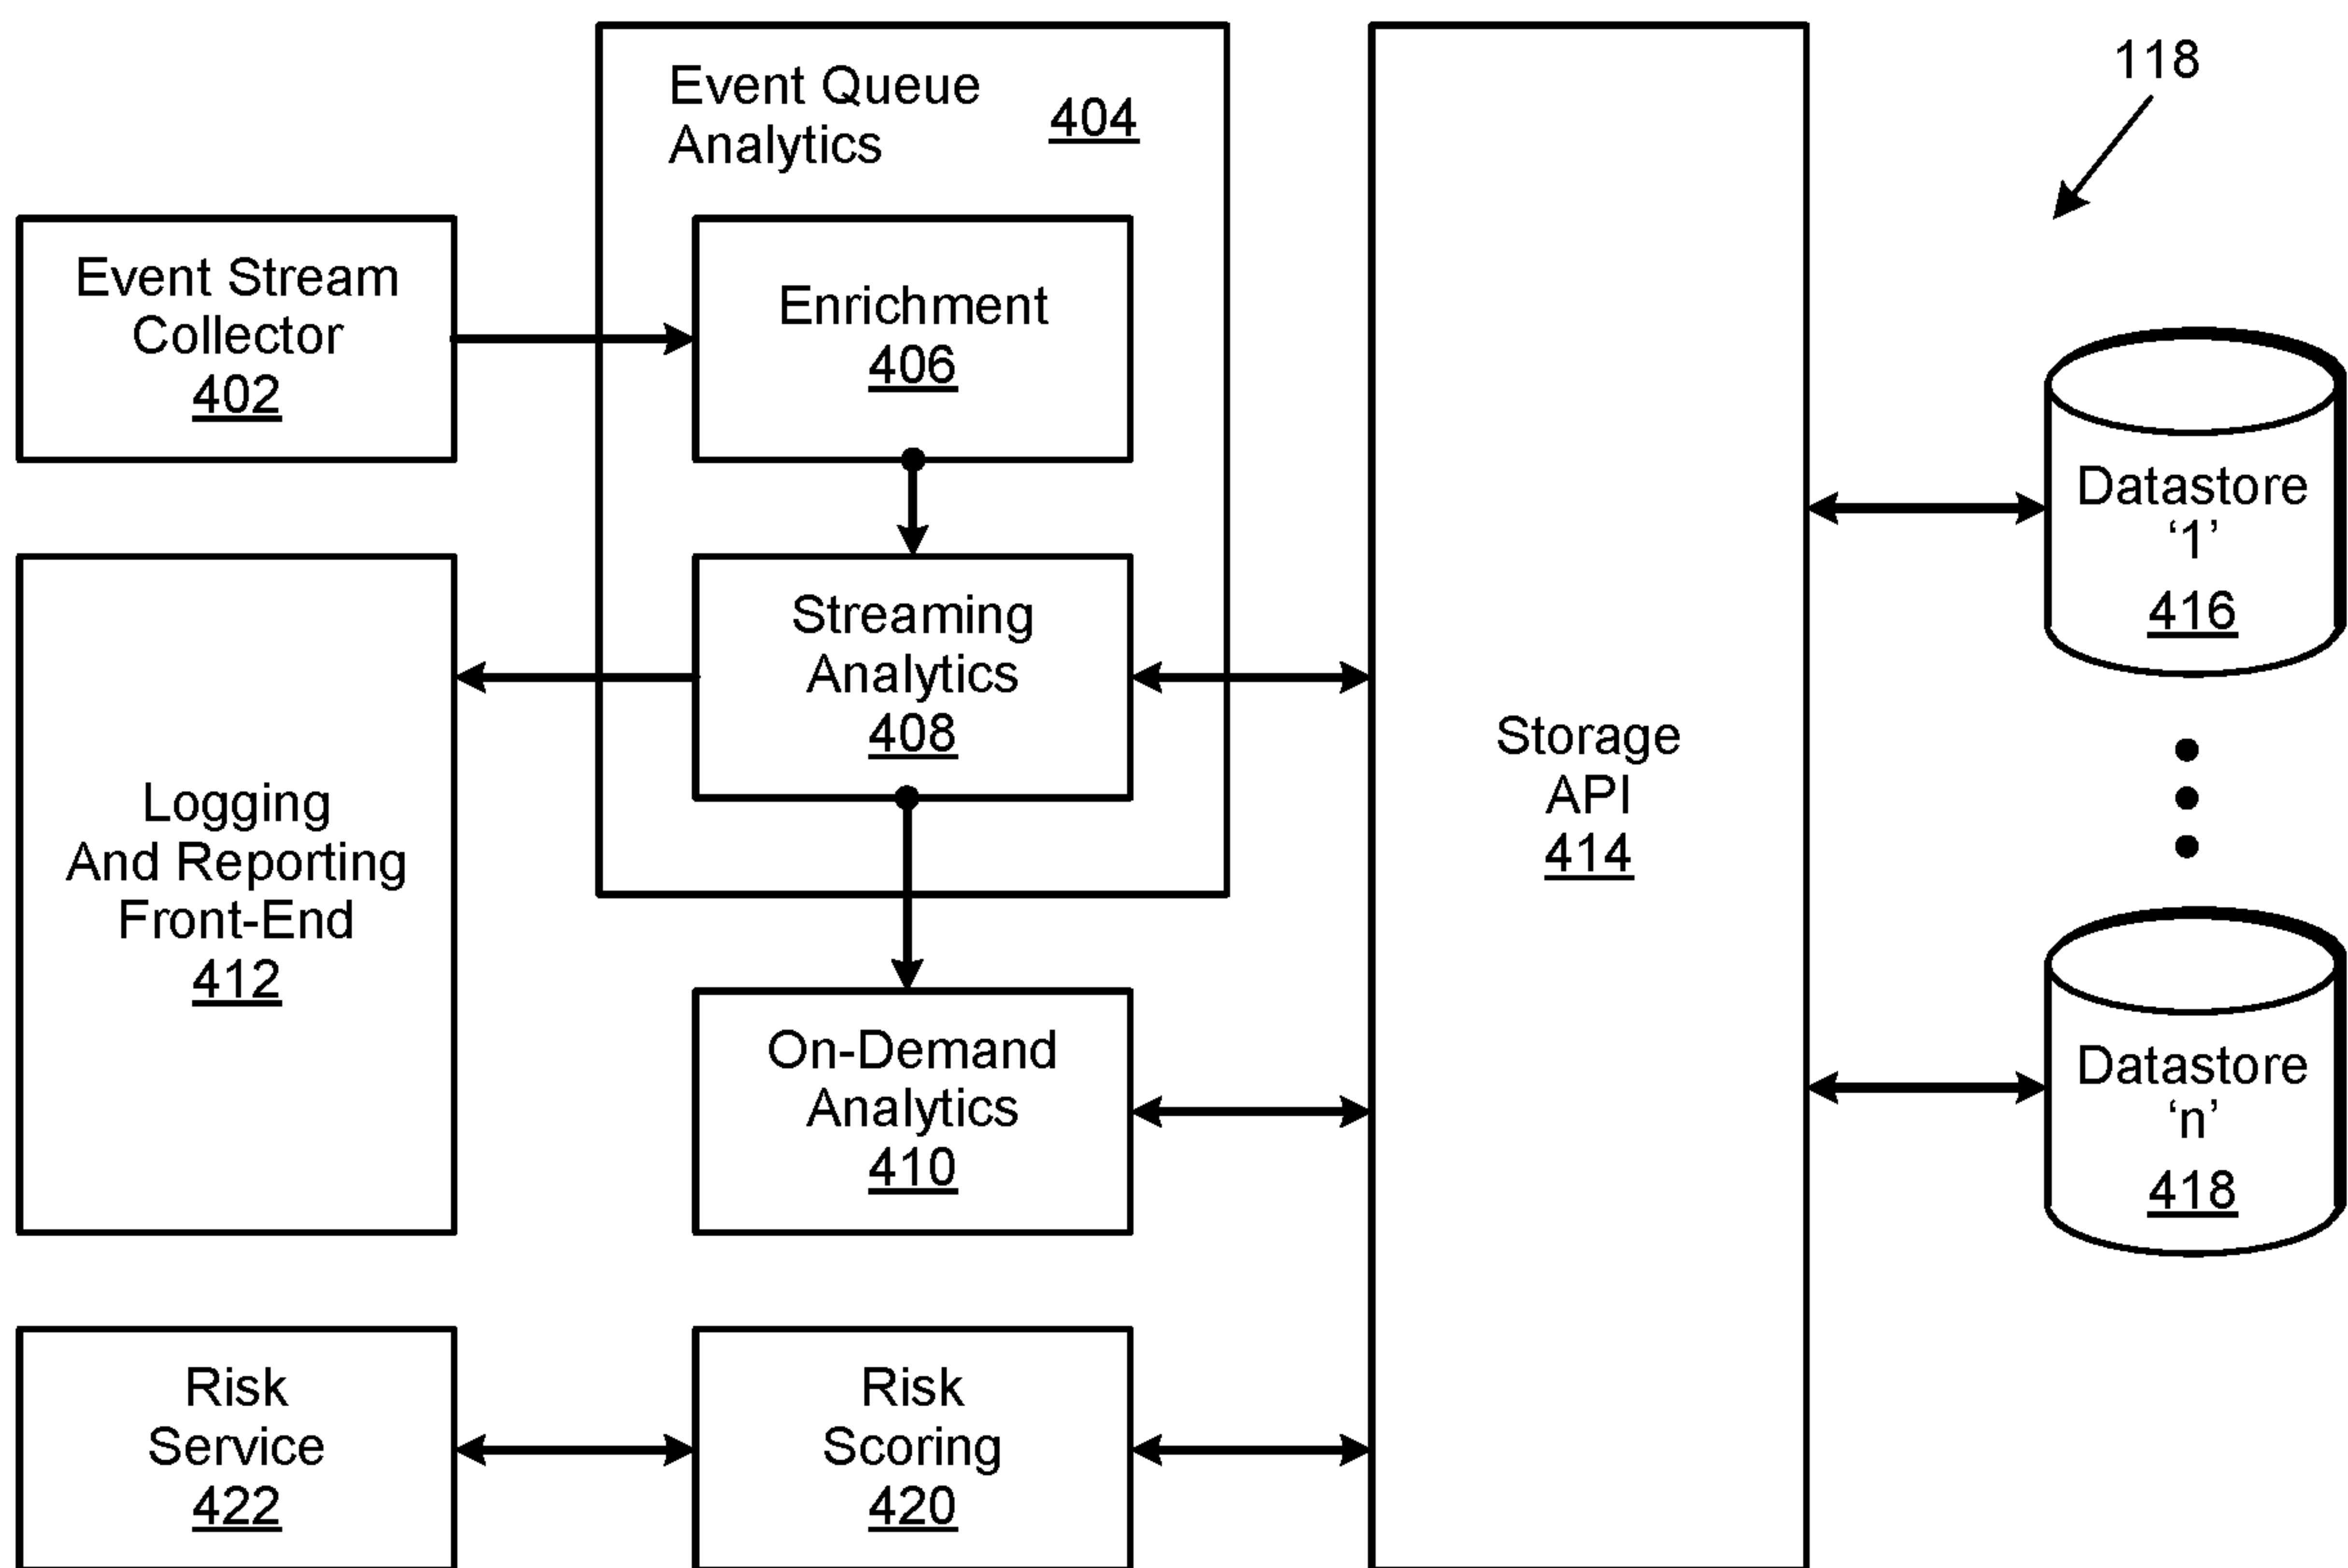 Event Queue
Analytics
404
118
Event Stream
Collector
402
Enrichment
406
Logging
And Reporting
Front-End
412
Streaming
Analytics
408
On-Demand
Analytics
410
Storage
API
414
Datastore
‘1’
416
Datastore
‘n’
418
Risk
Service
422
Risk
Scoring
420